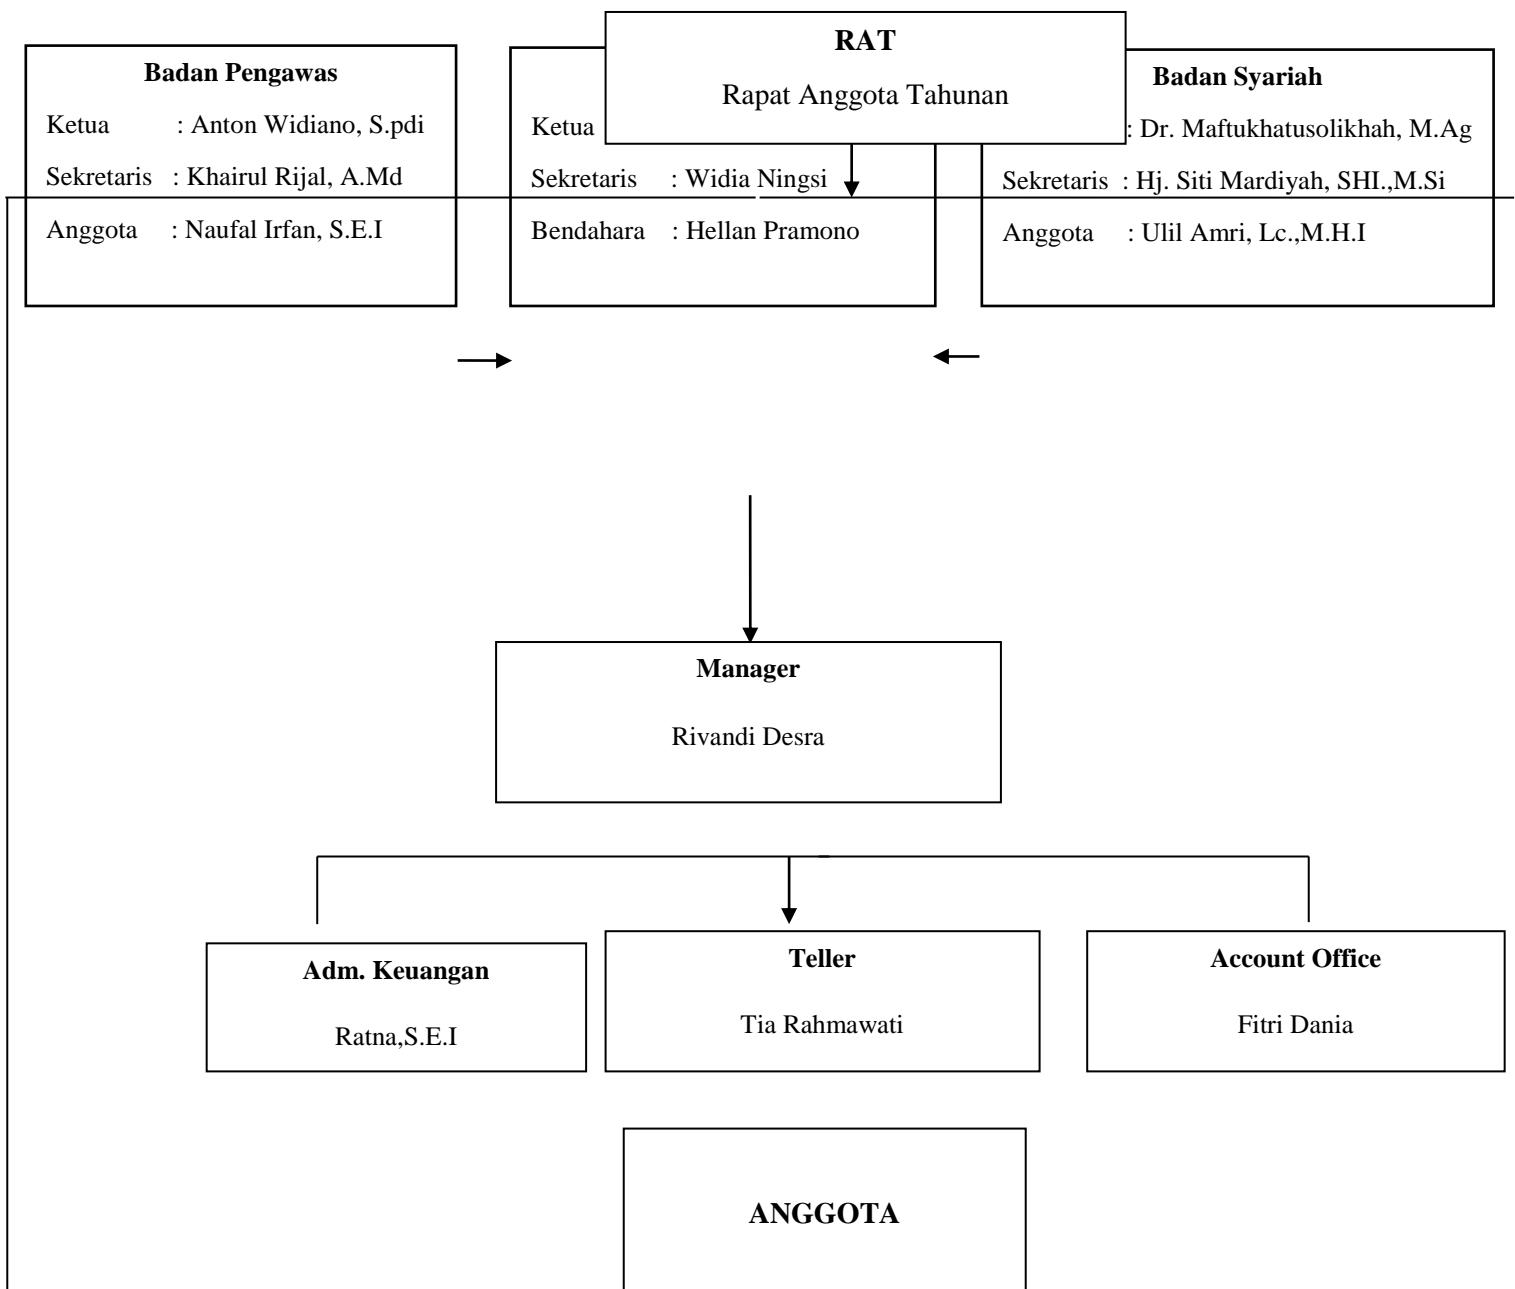 RAT
Rapat Anggota Tahunan
Badan Pengawas
Ketua : Anton Widiano, S.pdi
Sekretaris : Khairul Rijal, A.Md
Anggota : Naufal Irfan, S.E.I
Ketua
Sekretaris : Widia Ningsi
Bendahara : Hellan Pramono
Badan Syariah
: Dr. Maftukhatusolikhah, M.Ag
Sekretaris : Hj. Siti Mardiyah, SHI.,M.Si
Anggota : Ulil Amri, Lc.,M.H.I
Manager
Rivandi Desra
Adm. Keuangan
Ratna,S.E.I
Teller
Tia Rahmawati
Account Office
Fitri Dania
ANGGOTA